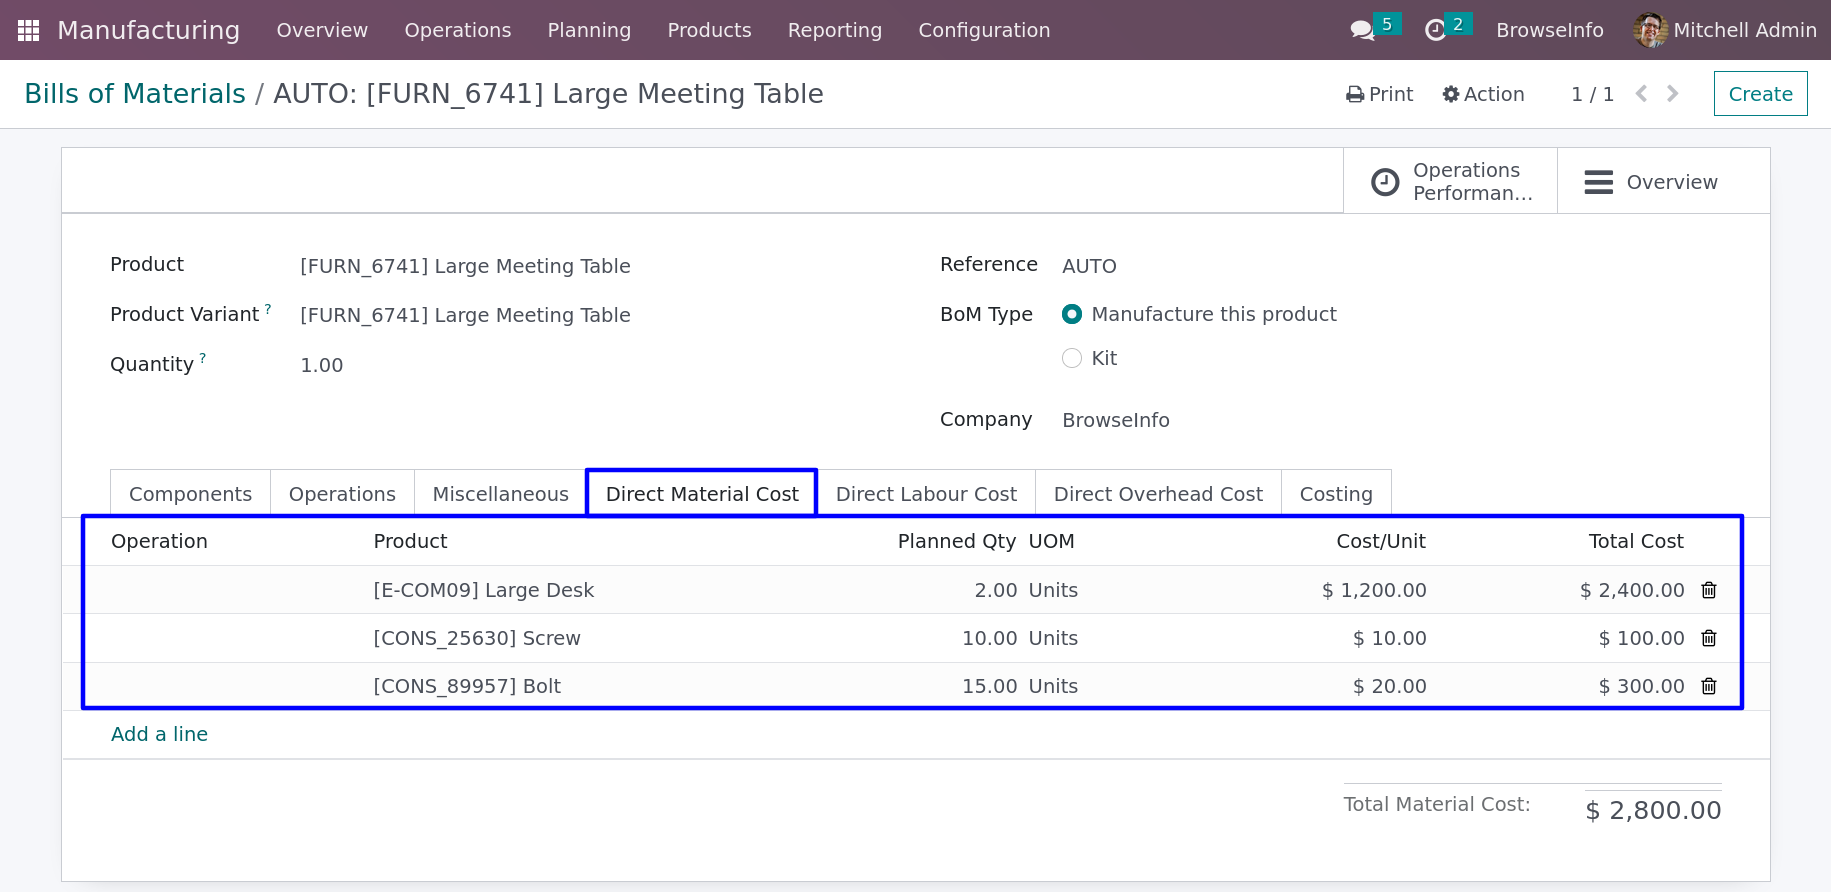 Manufacturing Overview Operations Planning Products Reporting Configuration 5 2 BrowseInfo Mitchell Admin
Bills of Materials / AUTO: [FURN_6741] Large Meeting Table Print Action 1 / 1 Create
Operations
Performan...
Overview
Product [FURN_6741] Large Meeting Table Reference AUTO
Product Variant ? [FURN_6741] Large Meeting Table BoM Type Manufacture this product
Kit
Quantity ? 1.00
Company BrowseInfo
Components Operations Miscellaneous Direct Material Cost Direct Labour Cost Direct Overhead Cost Costing
Operation Product Planned Qty UOM Cost/Unit Total Cost
[E-COM09] Large Desk 2.00 Units $ 1,200.00 $ 2,400.00
[CONS_25630] Screw 10.00 Units $ 10.00 $ 100.00
[CONS_89957] Bolt 15.00 Units $ 20.00 $ 300.00
Add a line
Total Material Cost: $ 2,800.00